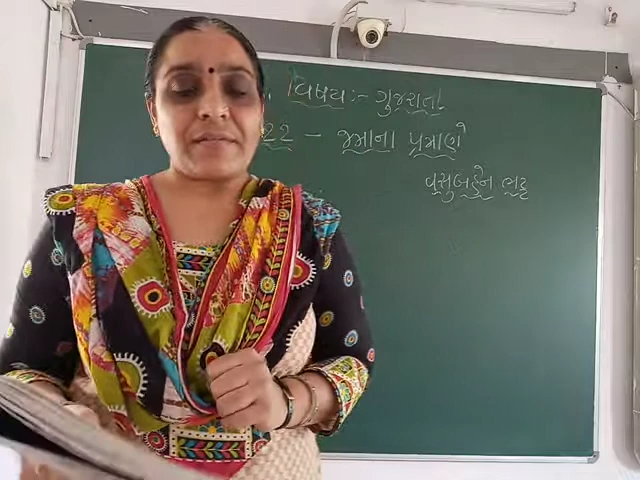 વિષય :- ગુજરાતી
22 - જમાના પ્રમાણે
વસુબહેન ભટ્ટ